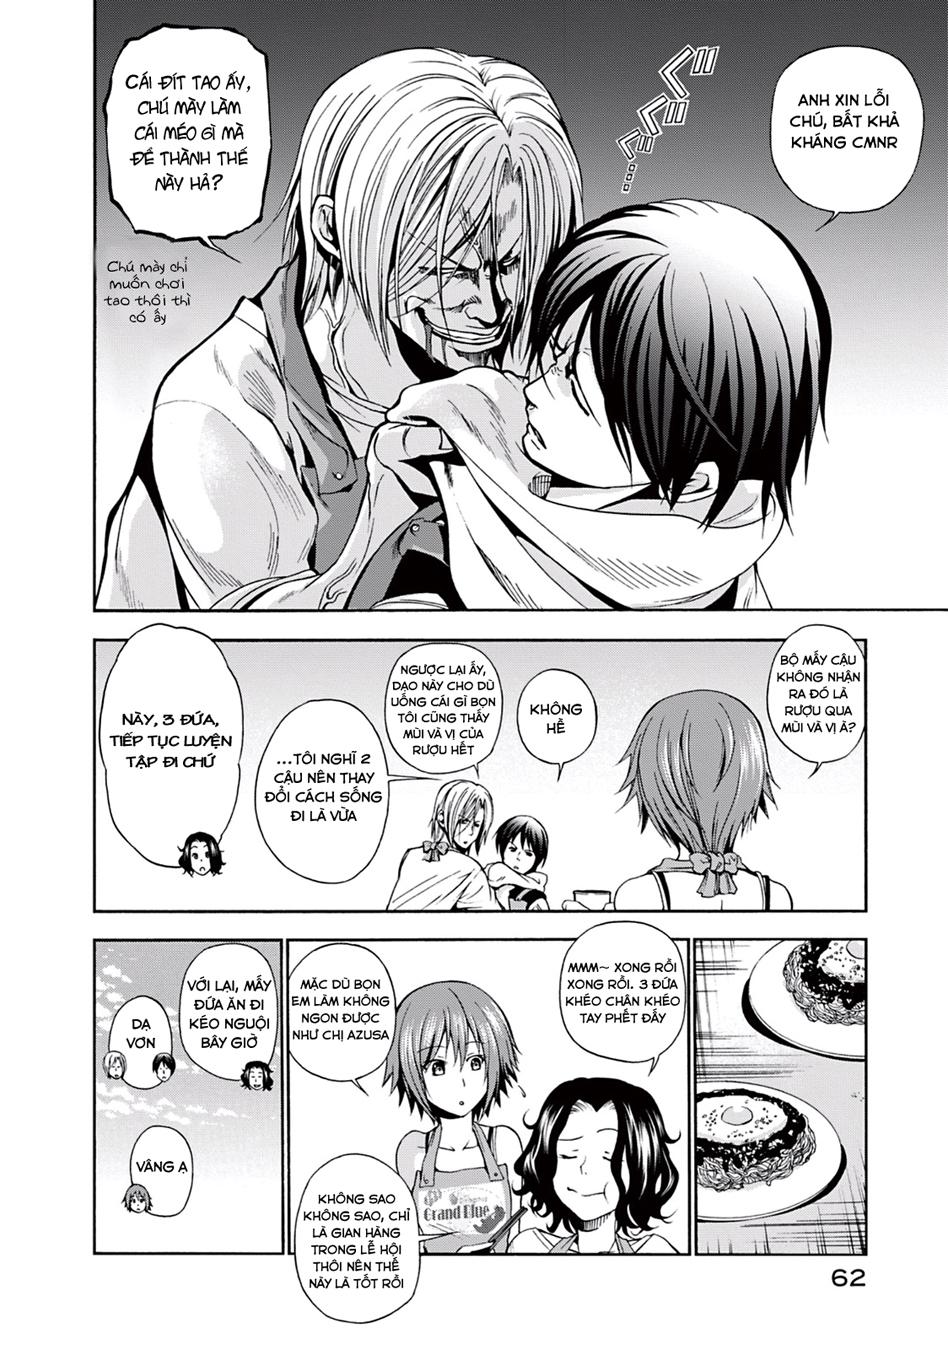 ANH XIN LỖI
CHÚ, BẤT KHẢ
KHÁNG CMNR
CÁI ĐÍT TAO ẤY,
CHÚ MÀY LÀM
CÁI MÉO GÌ MÀ
ĐỂ THÀNH THẾ
NÀY HẢ?
Chú mày chỉ
muốn chơi
tao thôi thì
có ấy
BỘ MẤY CẬU
KHÔNG NHẬN
RA ĐÓ LÀ
RƯỢU QUA
MÙI VÀ VỊ À?
KHÔNG
HỀ
NGƯỢC LẠI ẤY,
DẠO NÀY CHO DÙ
UỐNG CÁI GÌ BỌN
TÔI CŨNG THẤY
MÙI VÀ VỊ CỦA
RƯỢU HẾT
...TÔI NGHĨ 2
CẬU NÊN THAY
ĐỔI CÁCH SỐNG
ĐI LÀ VỪA
NÀY, 3 ĐỨA,
TIẾP TỤC LUYỆN
TẬP ĐI CHỨ
MMM~ XONG RỒI
XONG RỒI. 3 ĐỨA
KHÉO CHÂN KHÉO
TAY PHẾT ĐẤY
MẶC DÙ BỌN
EM LÀM KHÔNG
NGON ĐƯỢC
NHƯ CHỊ AZUSA
Grand Blue
KHÔNG SAO
KHÔNG SAO, CHỈ
LÀ GIAN HÀNG
TRONG LỄ HỘI
THÔI NÊN THẾ
NÀY LÀ TỐT RỒI
VỚI LẠI, MẤY
ĐỨA ĂN ĐI
KẺO NGUỘI
BÂY GIỜ
DẠ
VƠN
VÂNG Ạ
62